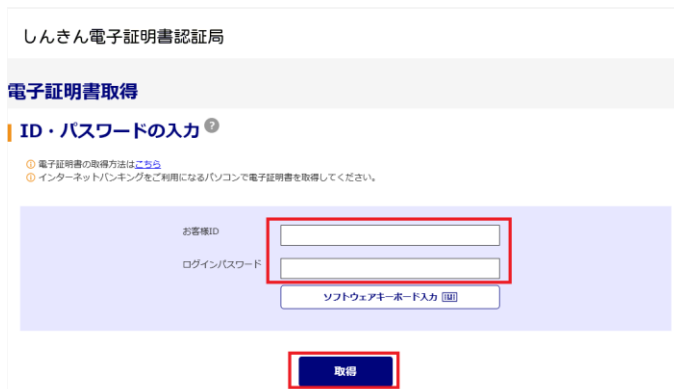 しんきん電子証明書認証局
電子証明書取得
ID・パスワードの入力 ?
電子証明書の取得方法はこちら
インターネットバンキングをご利用になるパソコンで電子証明書を取得してください。
お客様ID
ログインパスワード
ソフトウェアキーボード入力
取得